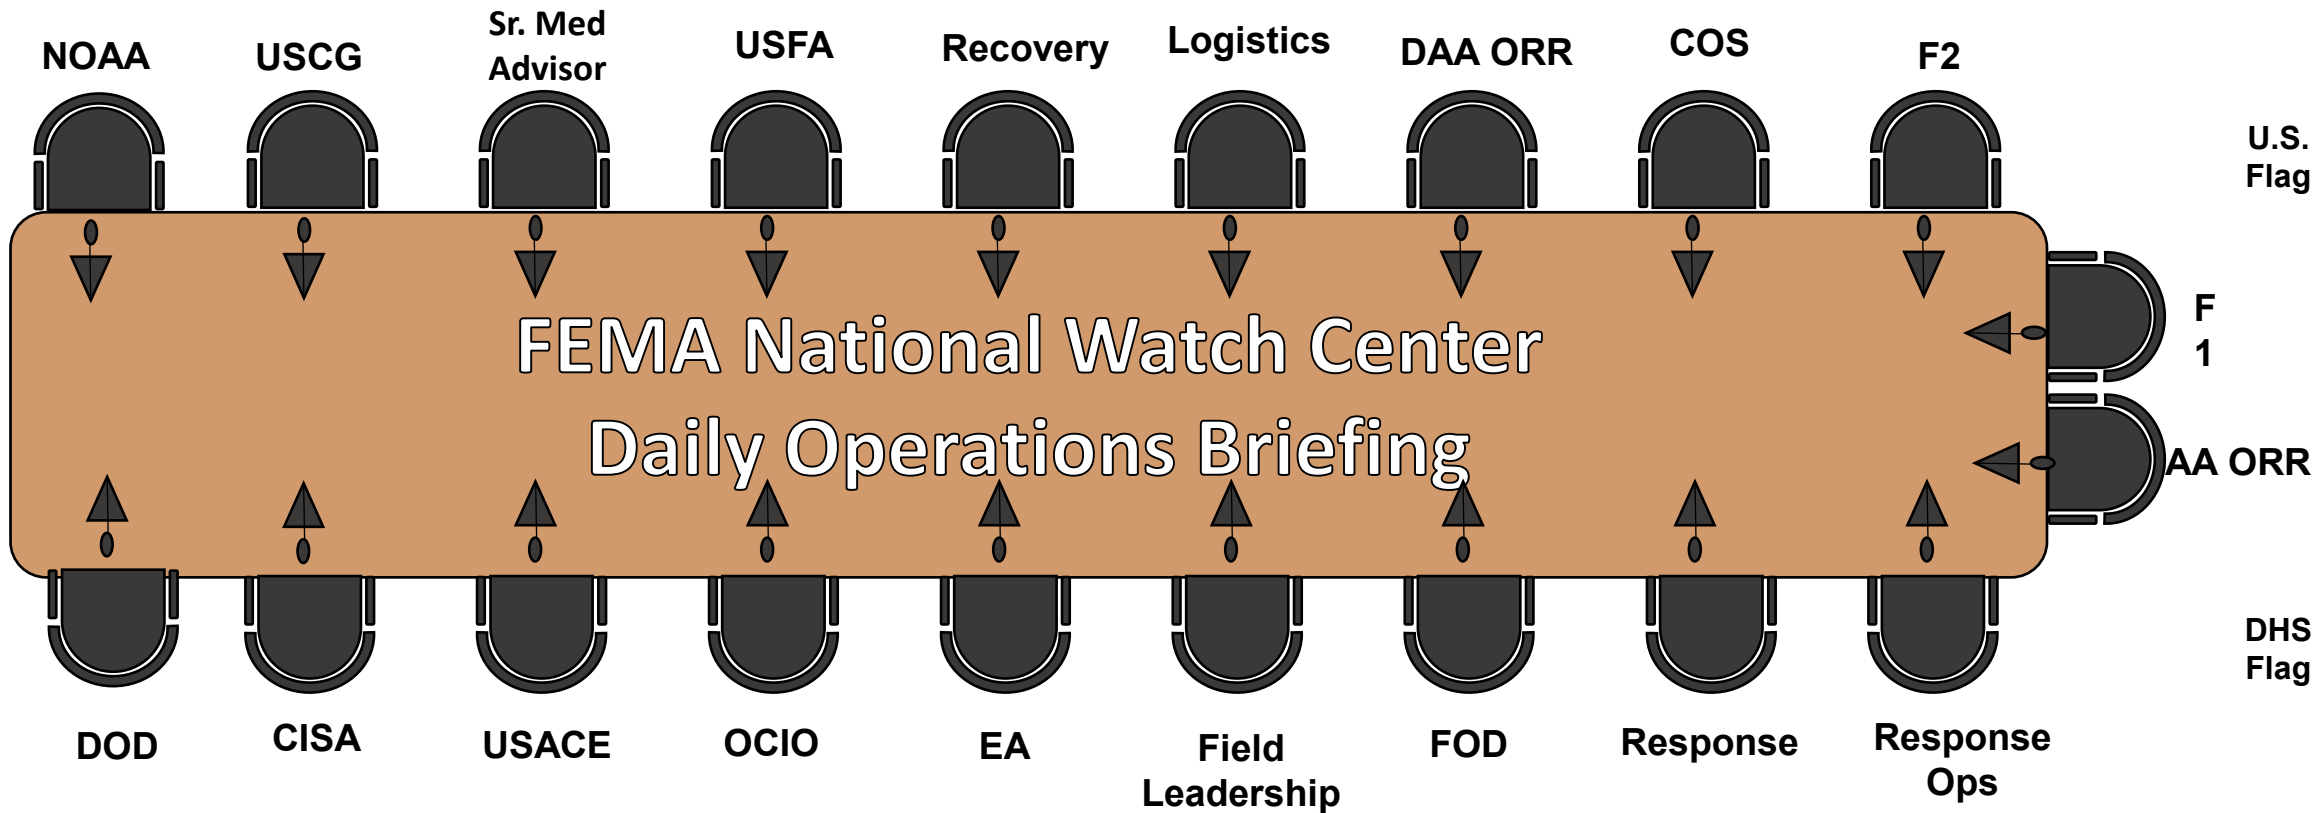 NOAA
USCG
Sr. Med
Advisor
USFA
Recovery
Logistics
DAA ORR
COS
F2
U.S.
Flag
F
1
FEMA National Watch Center
Daily Operations Briefing
AA ORR
DHS
Flag
DOD
CISA
USACE
OCIO
EA
Field
Leadership
FOD
Response
Response
Ops